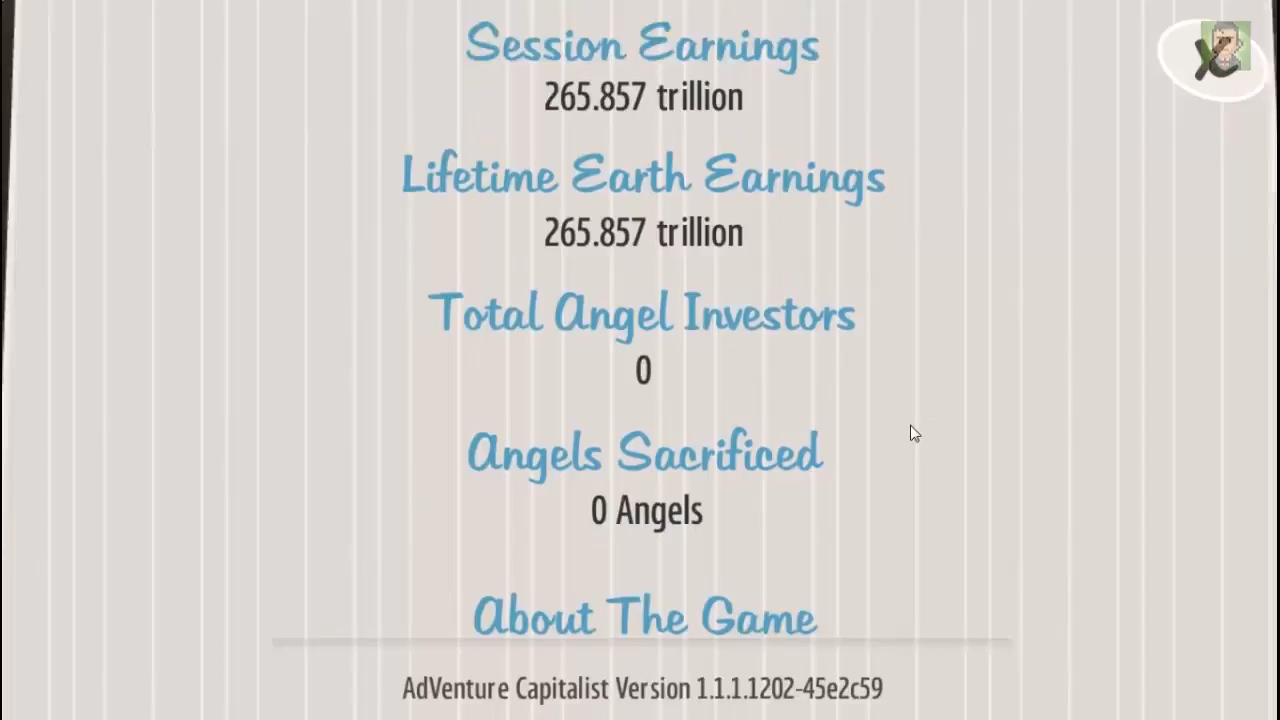 Session Earnings
265.857 trillion
Lifetime Earth Earnings
265.857 trillion
Total Angel Investors
0
Angels Sacrificed
0 Angels
About The Game
AdVenture Capitalist Version 1.1.1.1202-45e2c59